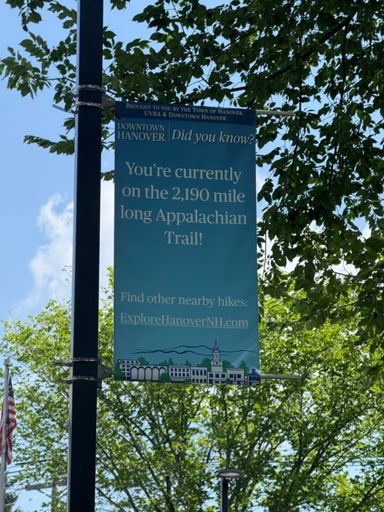 BROUGHT TO YOU BY THE TOWN OF HANOVER,
UVBA & DOWNTOWN HANOVER
DOWNTOWN
HANOVER
Did you know?
You're currently
on the 2,190 mile
long Appalachian
Trail!
Find other nearby hikes:
ExploreHanoverNH.com